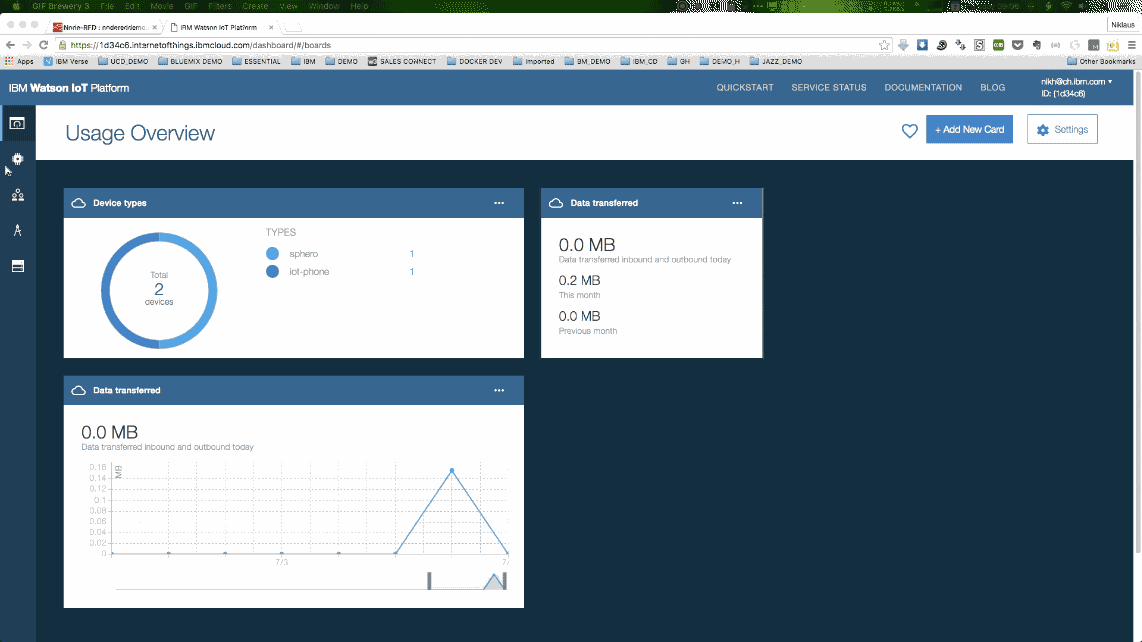 GIF Brewery 3 File Edit Movie GIF Filters Create View Window Help
IBM Watson IoT Platform
Niklaus
https://1d34c6.internetofthings.ibmcloud.com/dashboard/#/boards
Apps IBM Verse UCD_DEMO BLUEMIX DEMO ESSENTIAL IBM DEMO SALES CONNECT DOCKER DEV Imported BM_DEMO IBM_CD GH DEMO_H JAZZ_DEMO Other Bookmarks
IBM Watson IoT Platform QUICKSTART SERVICE STATUS DOCUMENTATION BLOG nikh@ch.ibm.com
ID: (1d34c6)
Usage Overview + Add New Card Settings
Device types
TYPES
sphero 1
iot-phone 1
Total
2
devices
Data transferred
0.0 MB
Data transferred inbound and outbound today
0.2 MB
This month
0.0 MB
Previous month
Data transferred
0.0 MB
Data transferred inbound and outbound today
MB
0.16
0.14
0.12
0.1
0.08
0.06
0.04
0.02
0
7/3
7/